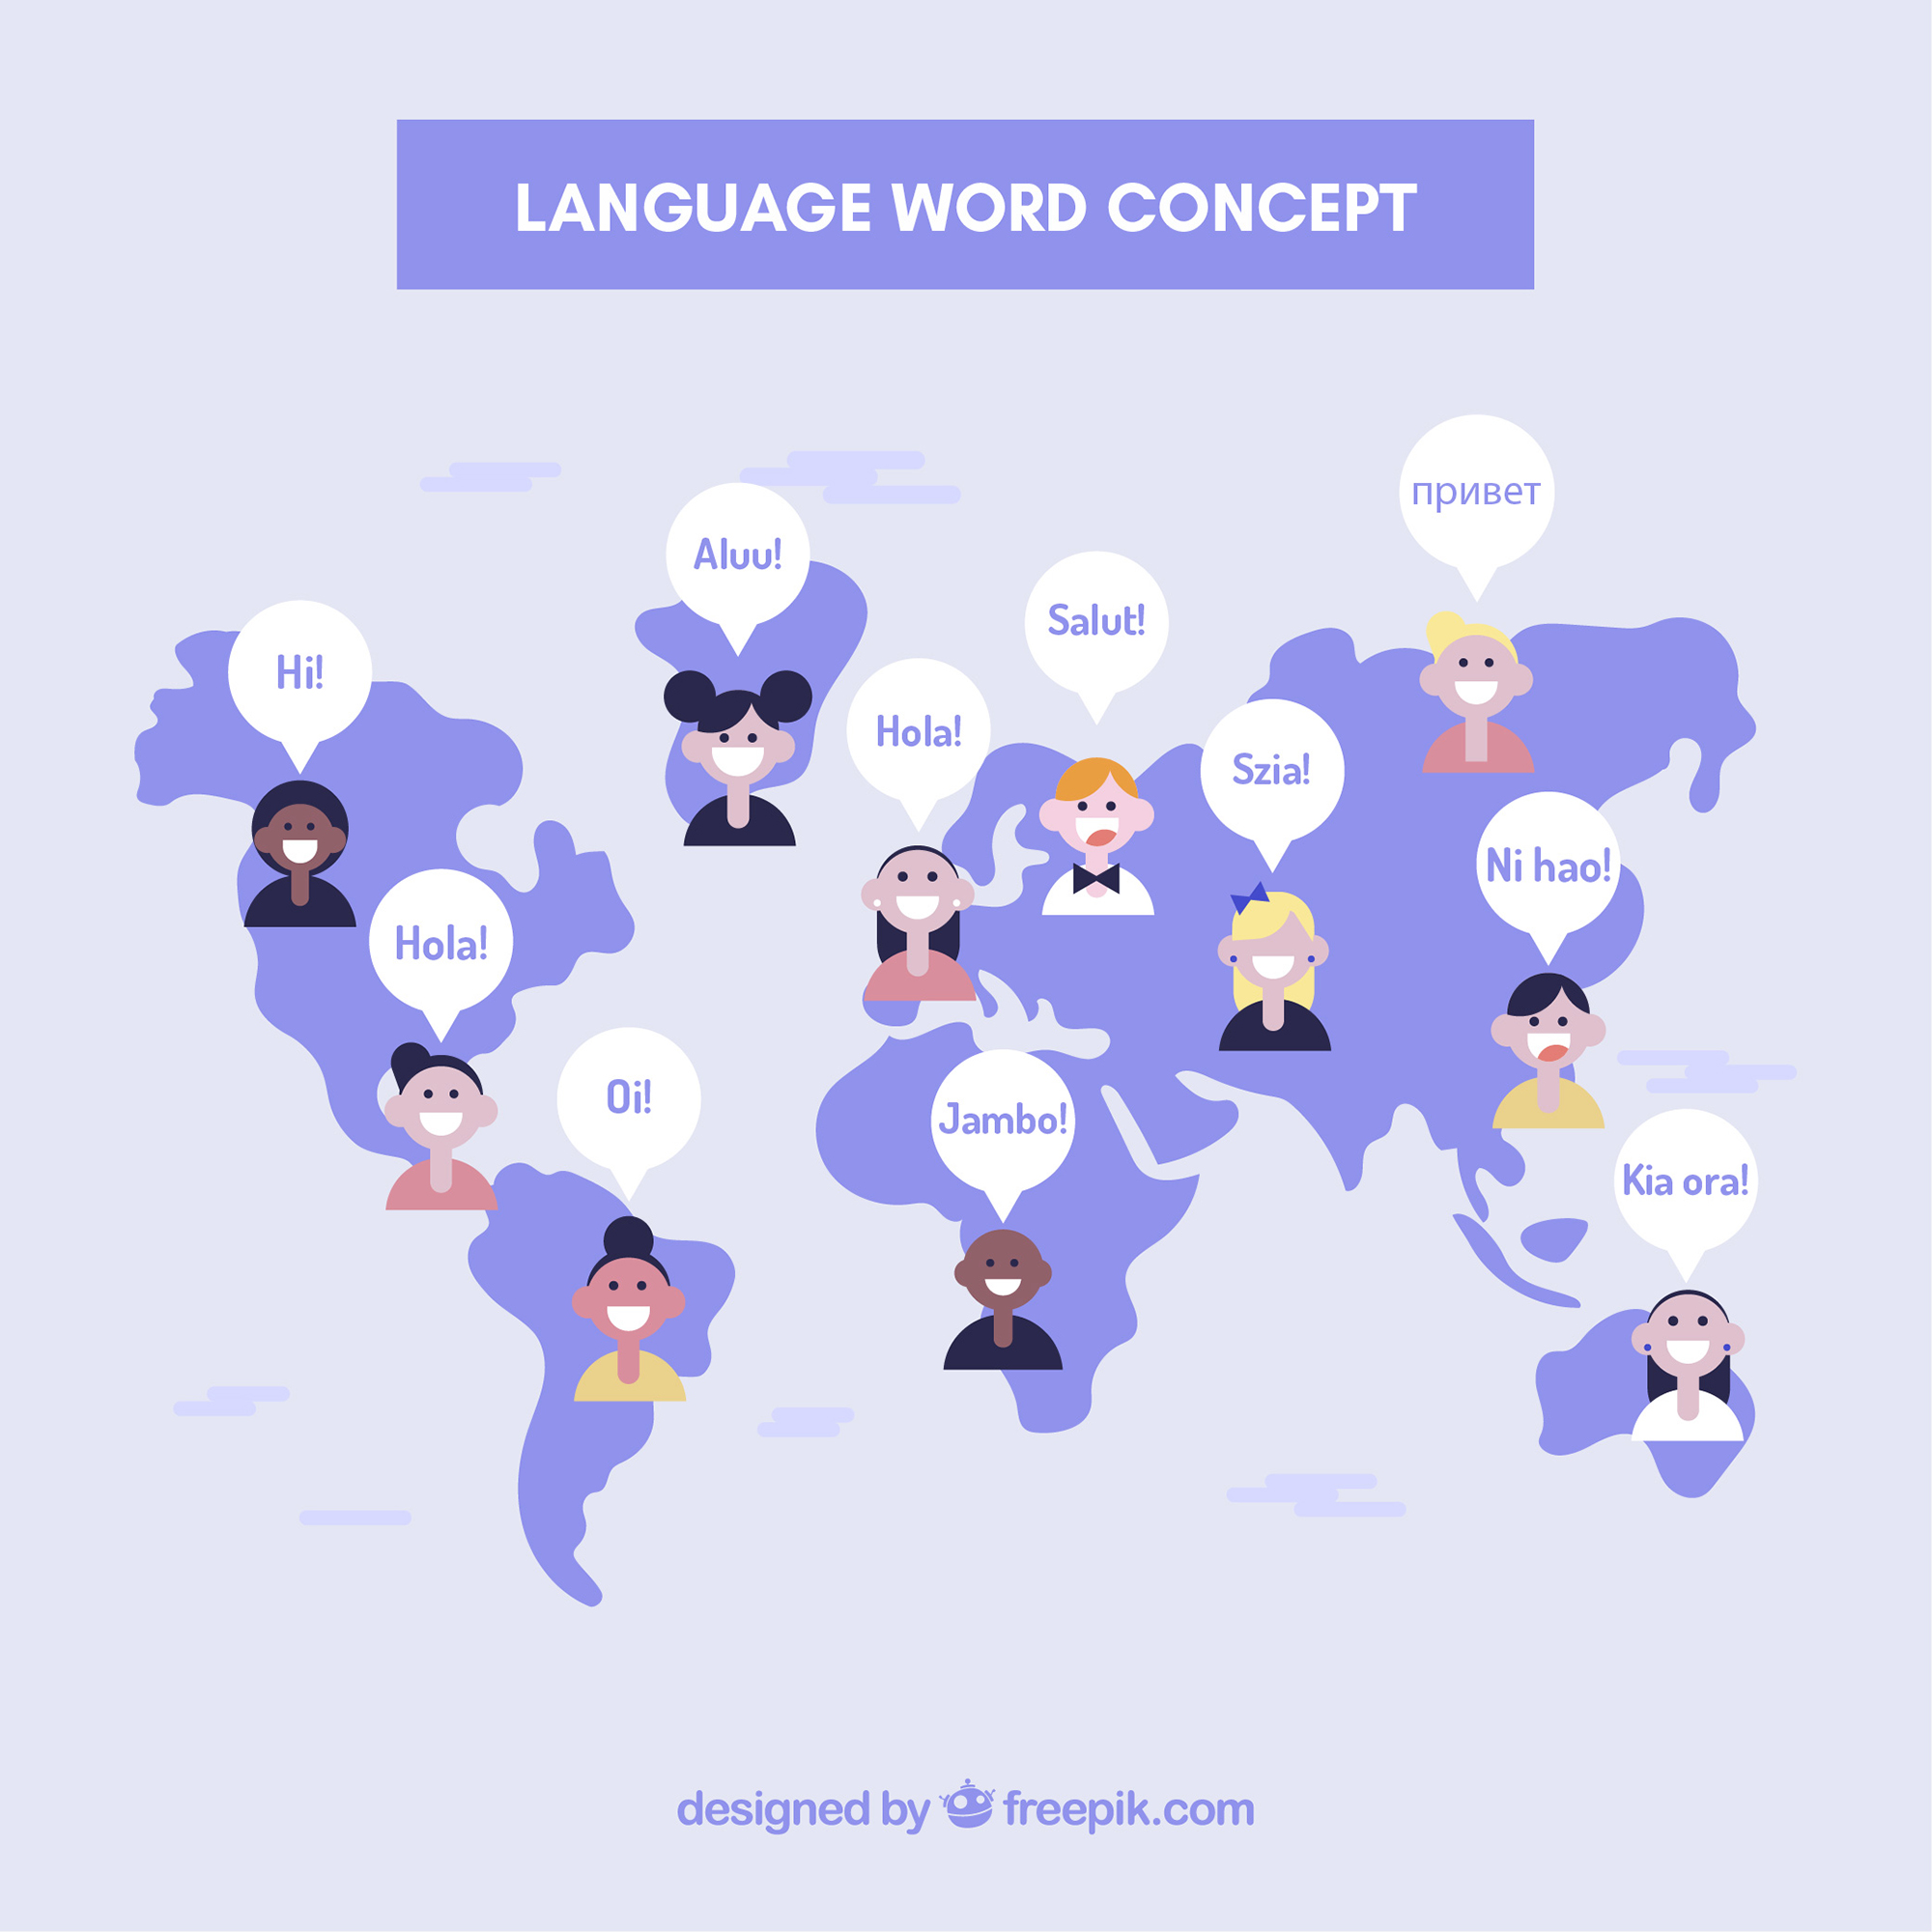 LANGUAGE WORD CONCEPT
привет
Aluu!
Salut!
Hi!
Hola!
Szia!
Ni hao!
Hola!
Oi!
Jambo!
Kia ora!
designed by freepik.com